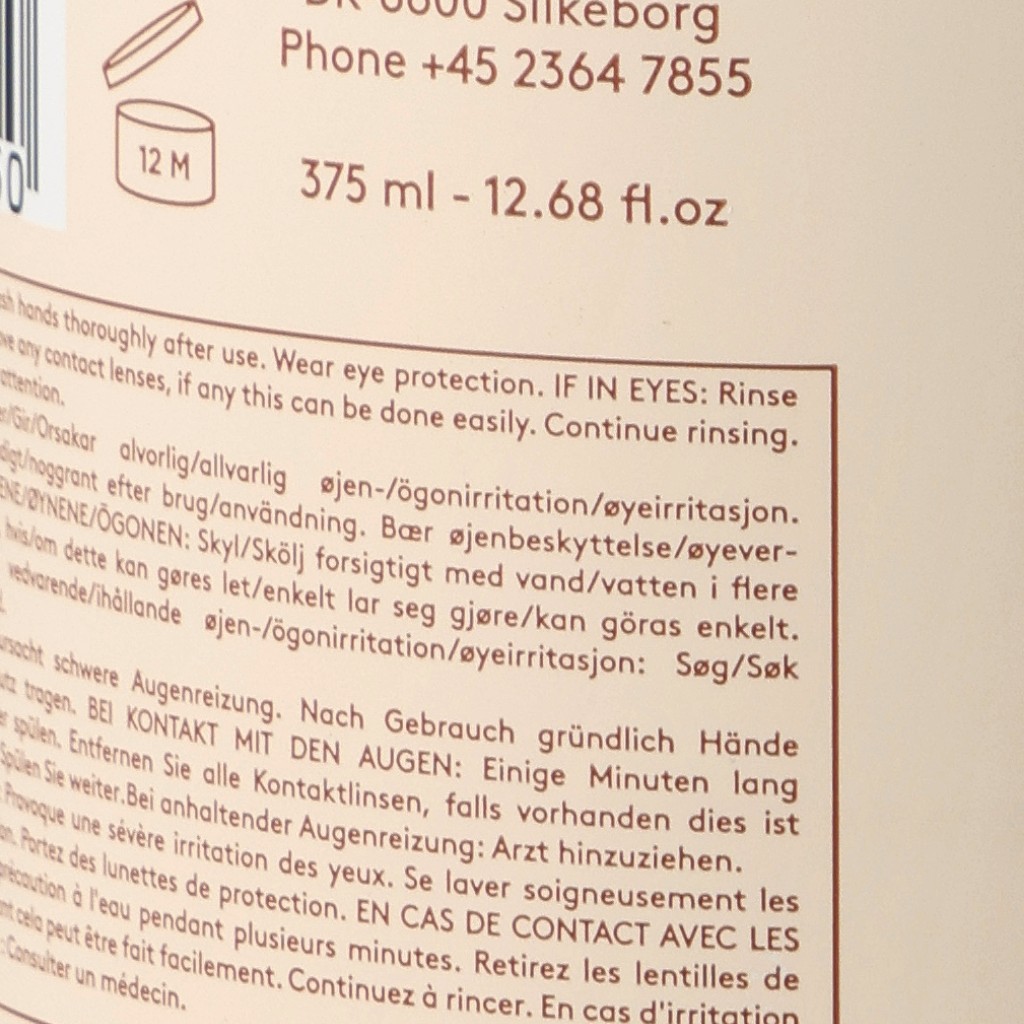 Silkeborg
Phone +45 2364 7855
12 M
375 ml - 12.68 fl.oz
0
hands thoroughly after use. Wear eye protection. IF IN EYES: Rinse
any contact lenses, if any this can be done easily. Continue rinsing.
attention.
/Gir/Orsakar alvorlig/allvarlig øjen-/ögonirritation/øyeirritasjon.
/noggrant efter brug/användning. Bær øjenbeskyttelse/øyever-
/ØYNENE/ÖGONEN: Skyl/Skölj forsigtigt med vand/vatten i flere
hvis/om dette kan gøres let/enkelt lar seg gjøre/kan göras enkelt.
vedvarende/ihållande øjen-/ögonirritation/øyeirritasjon: Søg/Søk
schwere Augenreizung. Nach Gebrauch gründlich Hände
tragen. BEI KONTAKT MIT DEN AUGEN: Einige Minuten lang
spülen. Entfernen Sie alle Kontaktlinsen, falls vorhanden dies ist
Spülen Sie weiter.Bei anhaltender Augenreizung: Arzt hinzuziehen.
Provoque une sévère irritation des yeux. Se laver soigneusement les
Portez des lunettes de protection. EN CAS DE CONTACT AVEC LES
précaution à l'eau pendant plusieurs minutes. Retirez les lentilles de
cela peut être fait facilement. Continuez à rincer. En cas d'irritation
Consulter un médecin.